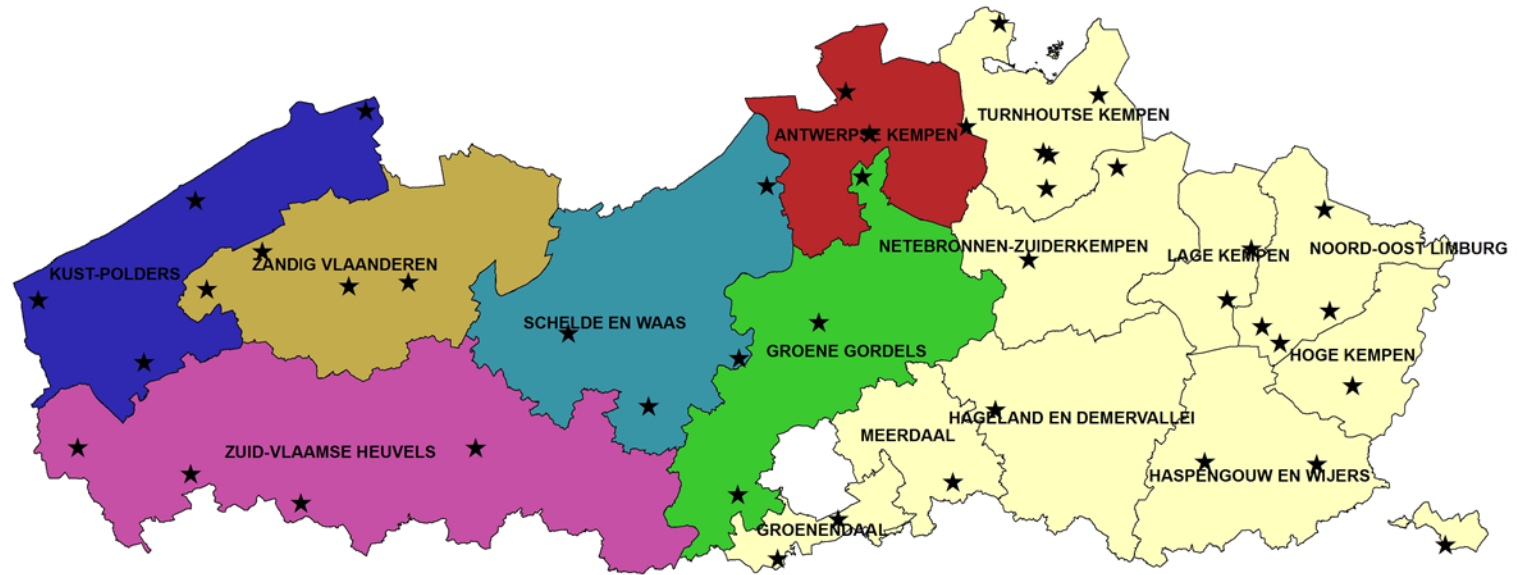 TURNHOUTSE KEMPEN
ANTWERPSE KEMPEN
NETEBRONNEN-ZUIDERKEMPEN
NOORD-OOST LIMBURG
LAGE KEMPEN
ZANDIG VLAANDEREN
KUST-POLDERS
SCHELDE EN WAAS
GROENE GORDELS
HOGE KEMPEN
HAGELAND EN DEMERVALLEI
MEERDAAL
ZUID-VLAAMSE HEUVELS
HASPENGOUW EN WIJERS
GROENENDAAL